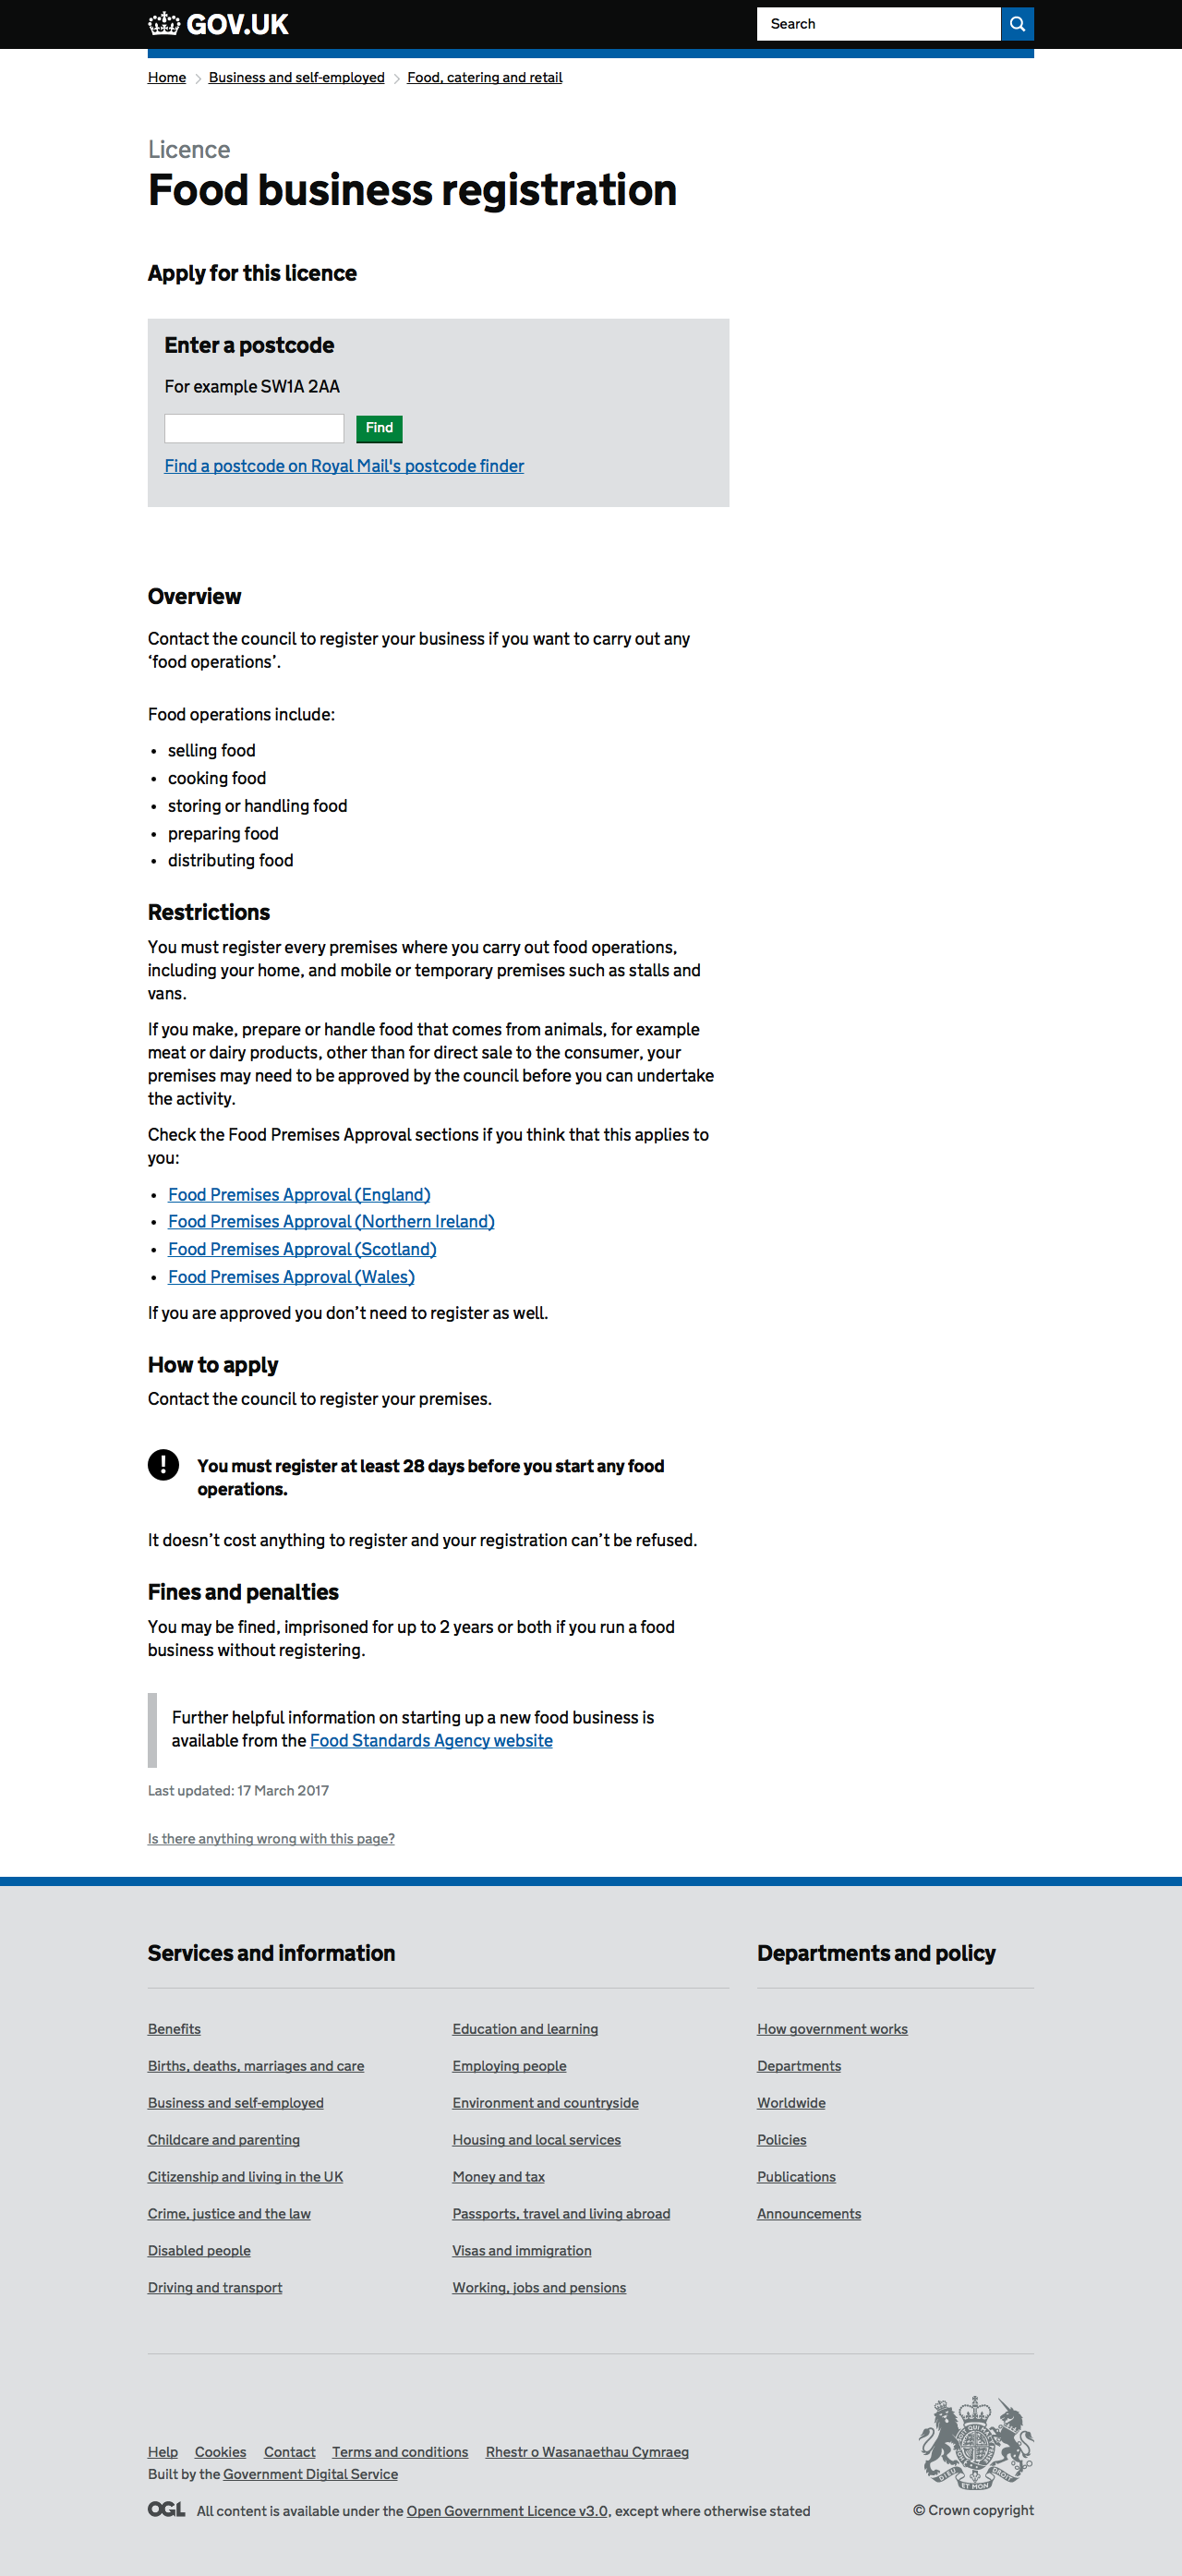 GOV.UK
Search
Home
Business and self-employed
Food, catering and retail
Licence
Food business registration
Apply for this licence
Enter a postcode
For example SW1A 2AA
Find
Find a postcode on Royal Mail's postcode finder
Overview
Contact the council to register your business if you want to carry out any
‘food operations’.
Food operations include:
• selling food
• cooking food
• storing or handling food
• preparing food
• distributing food
Restrictions
You must register every premises where you carry out food operations,
including your home, and mobile or temporary premises such as stalls and
vans.
If you make, prepare or handle food that comes from animals, for example
meat or dairy products, other than for direct sale to the consumer, your
premises may need to be approved by the council before you can undertake
the activity.
Check the Food Premises Approval sections if you think that this applies to
you:
• Food Premises Approval (England)
• Food Premises Approval (Northern Ireland)
• Food Premises Approval (Scotland)
• Food Premises Approval (Wales)
If you are approved you don’t need to register as well.
How to apply
Contact the council to register your premises.
You must register at least 28 days before you start any food
operations.
It doesn’t cost anything to register and your registration can’t be refused.
Fines and penalties
You may be fined, imprisoned for up to 2 years or both if you run a food
business without registering.
Further helpful information on starting up a new food business is
available from the Food Standards Agency website
Last updated: 17 March 2017
Is there anything wrong with this page?
Services and information
Benefits
Births, deaths, marriages and care
Business and self-employed
Childcare and parenting
Citizenship and living in the UK
Crime, justice and the law
Disabled people
Driving and transport
Education and learning
Employing people
Environment and countryside
Housing and local services
Money and tax
Passports, travel and living abroad
Visas and immigration
Working, jobs and pensions
Departments and policy
How government works
Departments
Worldwide
Policies
Publications
Announcements
Help Cookies Contact Terms and conditions Rhestr o Wasanaethau Cymraeg
Built by the Government Digital Service
OGL All content is available under the Open Government Licence v3.0, except where otherwise stated
DIEU ET MON DROIT
© Crown copyright